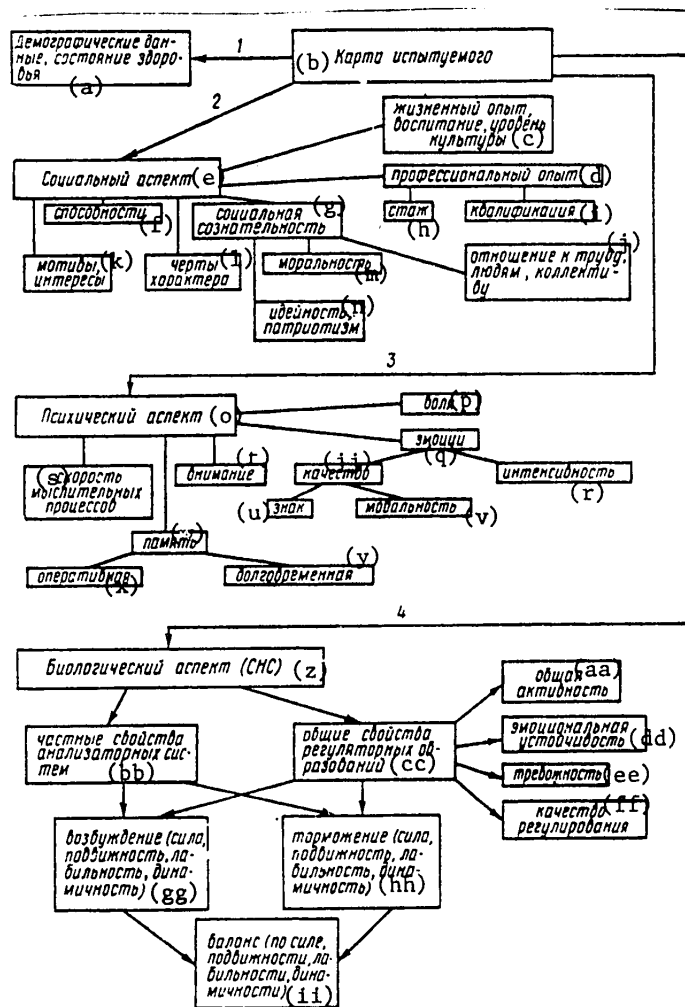 Демографические дан-
ные, состояние здоро-
вья
(a)
1
(b) Карта испытуемого
2
жизненный опыт,
воспитание, уровень
культуры (c)
Социальный аспект (e
профессиональный опыт (d
способности
(f)
социальная (g)
сознательность
стаж
(h)
квалификация (i)
(j)
отношение к труду,
людям, коллекти-
ву
мотивы, (k)
интересы
черты (l)
характера
моральность (m)
(n)
идейность,
патриотизм
3
Психический аспект (o
воля (p)
эмоции
(q)
(s) скорость
мыслительных
процессов
(t)
внимание
(jj)
качество
интенсивность
(r)
(u) знак
модальность (v)
память
оперативная
(x)
(y)
долговременная
4
Биологический аспект (СНС) (z)
общая (aa)
активность
частные свойства
анализаторных сис-
тем (bb)
общие свойства
регуляторных об-
разований (cc)
эмоциональная
устойчивость (dd)
тревожность (ee)
качество (ff)
регулирования
возбуждение (сила,
подвижность, ла-
бильность, дина-
мичность) (gg)
торможение (сила,
подвижность, ла-
бильность, дина-
мичность) (hh)
баланс (по силе,
подвижности, ла-
бильности, дина-
мичности) (ii)